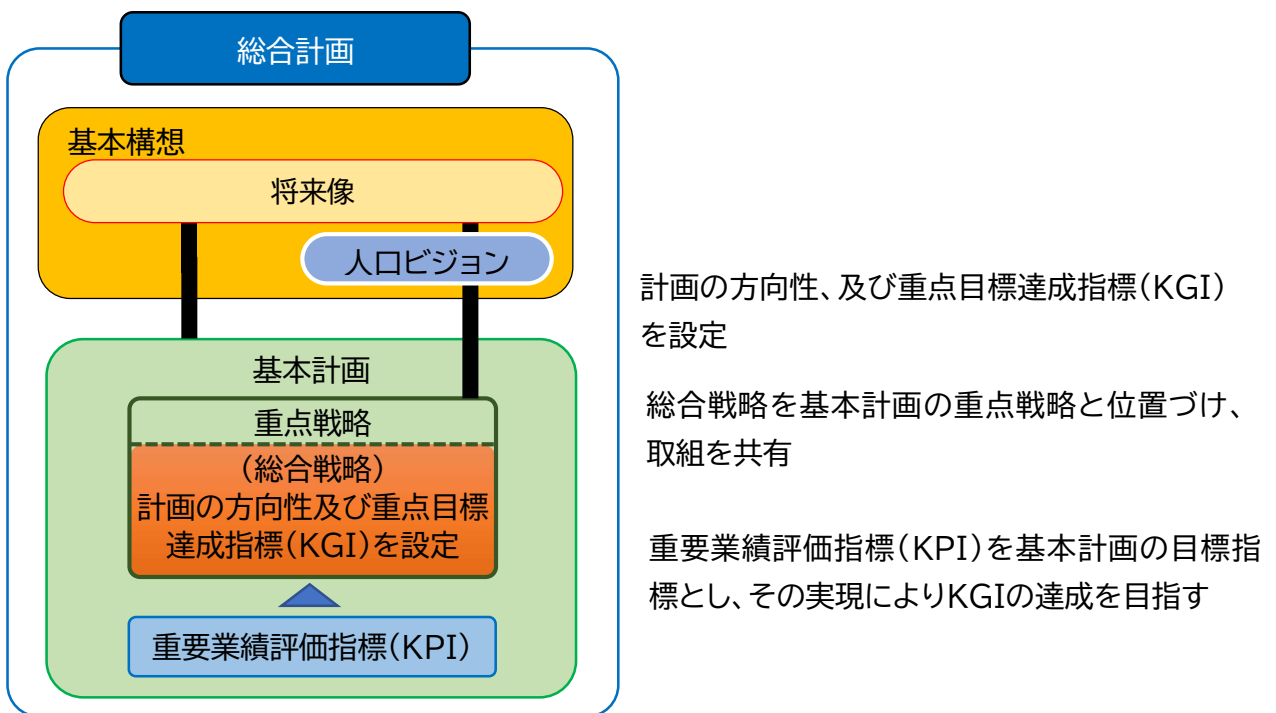 総合計画
基本構想
将来像
人口ビジョン
基本計画
重点戦略
(総合戦略)
計画の方向性及び重点目標
達成指標(KGI)を設定
重要業績評価指標(KPI)
計画の方向性、及び重点目標達成指標(KGI)
を設定
総合戦略を基本計画の重点戦略と位置づけ、
取組を共有
重要業績評価指標(KPI)を基本計画の目標指
標とし、その実現によりKGIの達成を目指す